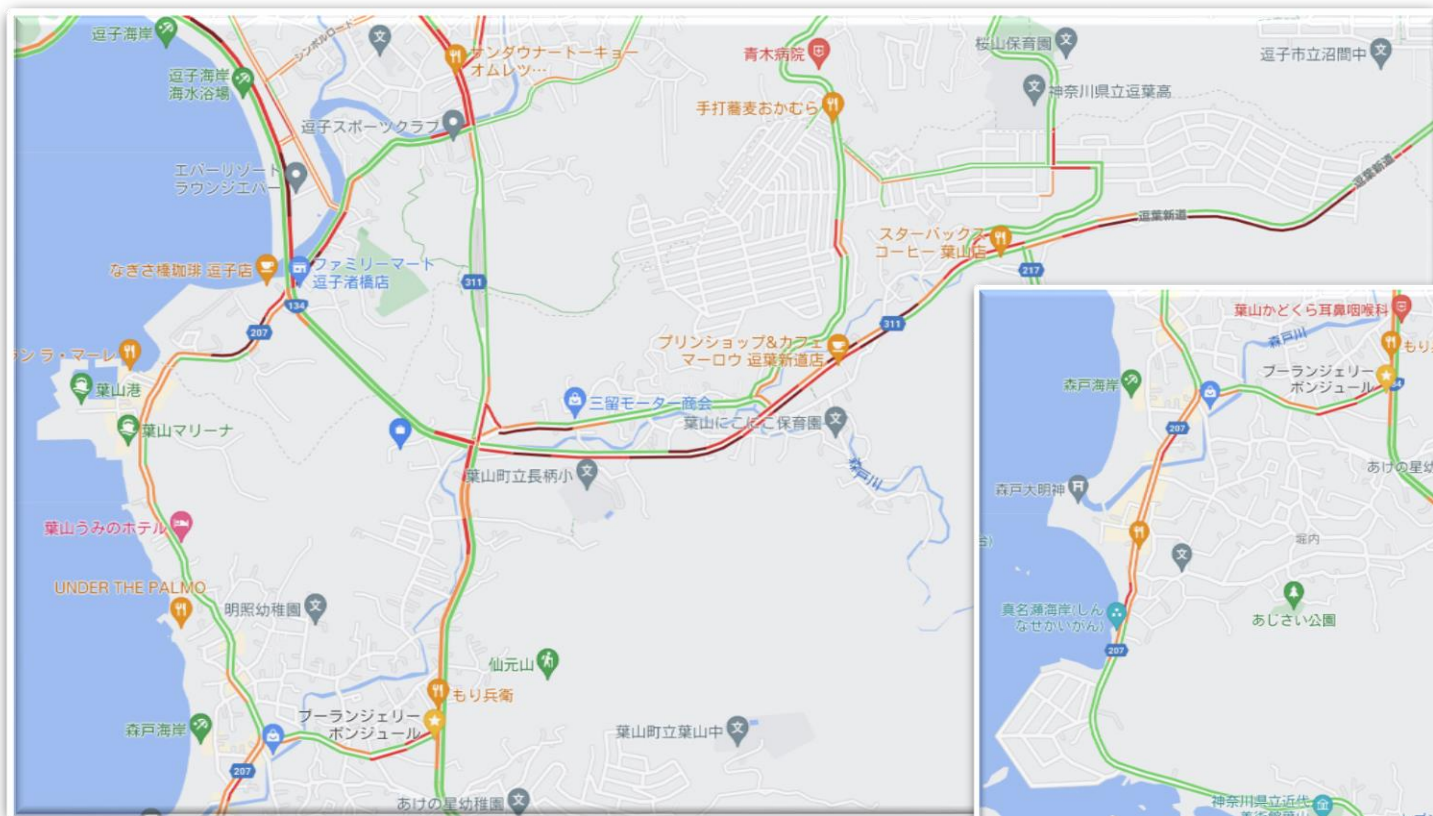 逗子海岸
シンボルロード
サンダウナートーキョー
オムレツ…
青木病院
桜山保育園
逗子市立沼間中
逗子海岸
海水浴場
神奈川県立逗葉高
手打蕎麦おかむら
逗子スポーツクラブ
エバーリゾート
ラウンジエバー
逗葉新道
逗葉新道
スターバックス
コーヒー 葉山店
なぎさ橋珈琲 逗子店
ファミリーマート
逗子渚橋店
311
217
134
207
311
ラン ラ・マーレ
プリンショップ&カフェ
マーロウ 逗葉新道店
葉山港
三留モーター商会
葉山にこにこ保育園
葉山マリーナ
葉山町立長柄小
森戸川
葉山うみのホテル
UNDER THE PALMO
明照幼稚園
仙元山
もり兵衛
ブーランジェリー
ボンジュール
森戸海岸
葉山町立葉山中
207
あけの星幼稚園
葉山かどくら耳鼻咽喉科
森戸川
もり兵
ブーランジェリー
ボンジュール
森戸海岸
207
あけの星幼
森戸大明神
堀内
真名瀬海岸(しん
なせかいがん)
あじさい公園
207
神奈川県立近代
美術館葉山